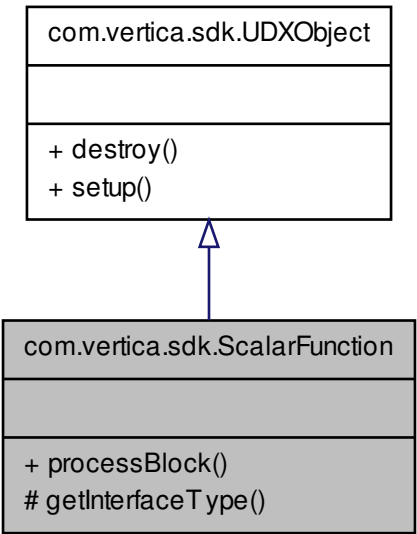 com.vertica.sdk.UDXObject
+ destroy()
+ setup()
com.vertica.sdk.ScalarFunction
+ processBlock()
# getInterfaceType()